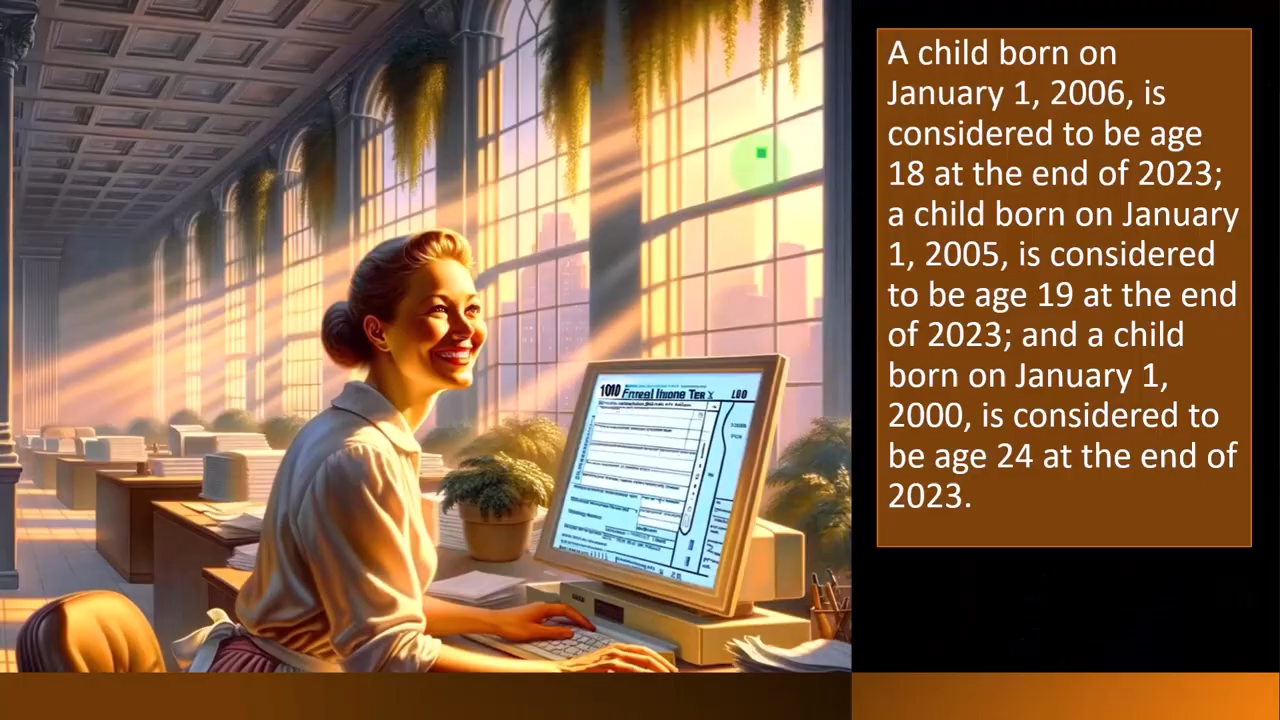 A child born on
January 1, 2006, is
considered to be age
18 at the end of 2023;
a child born on January
1, 2005, is considered
to be age 19 at the end
of 2023; and a child
born on January 1,
2000, is considered to
be age 24 at the end of
2023.
1010